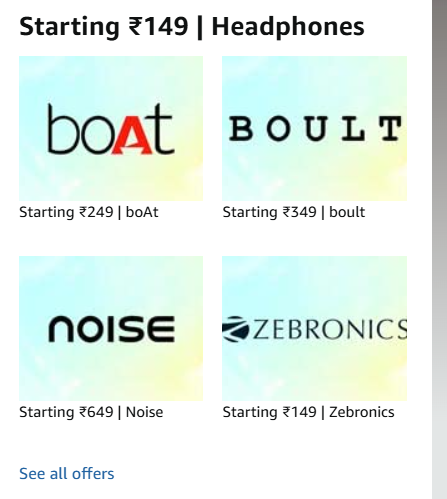 Starting ₹149 | Headphones
boAt
BOULT
Starting ₹249 | boAt
Starting ₹349 | boult
NOISE
ZEBRONICS
Starting ₹649 | Noise
Starting ₹149 | Zebronics
See all offers